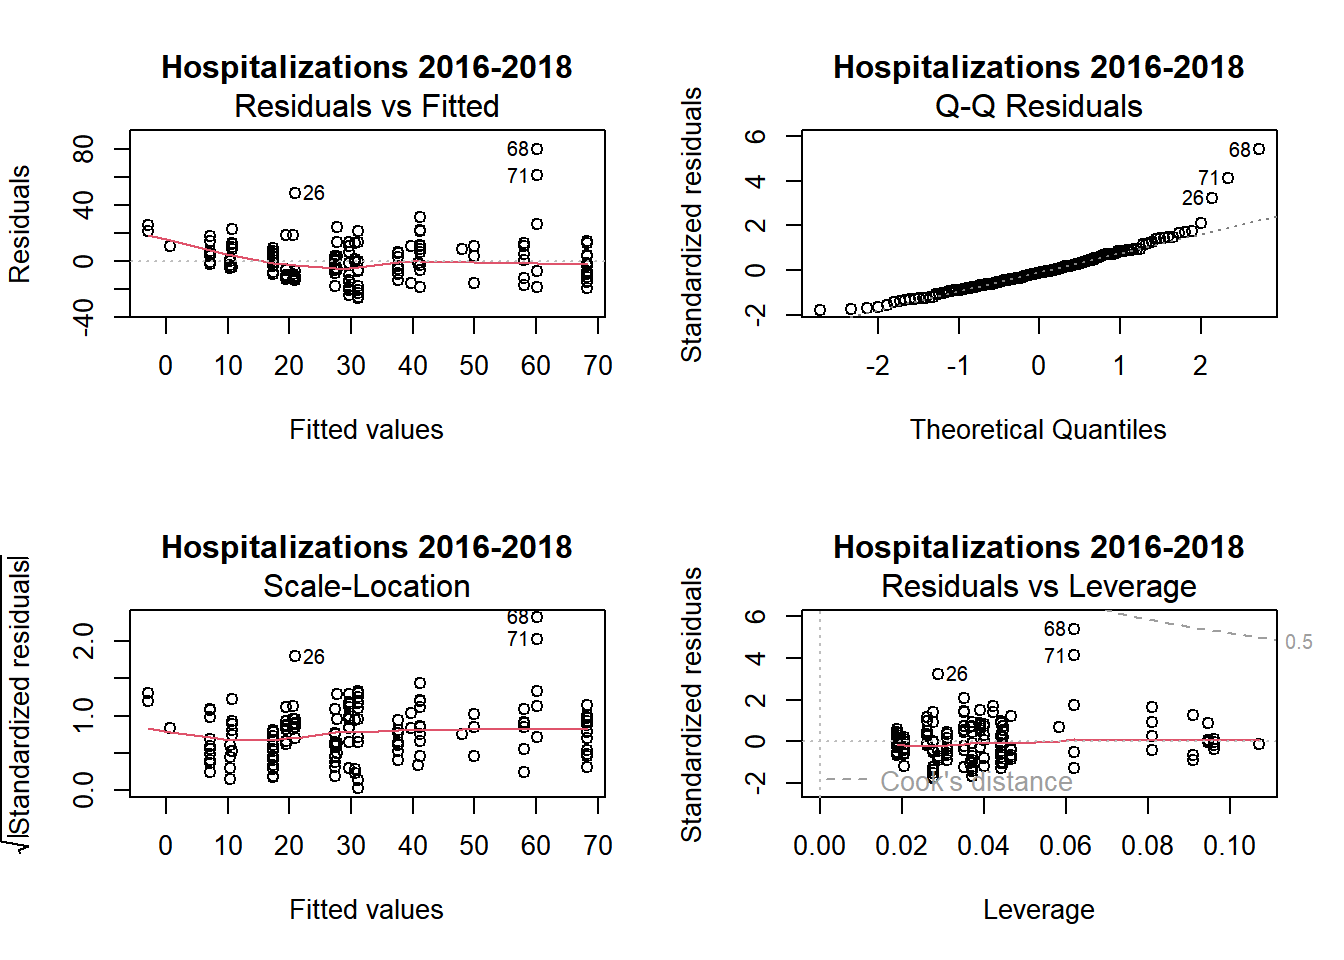 Hospitalizations 2016-2018
Residuals vs Fitted
Residuals
80
40
0
-40
68
71
26
0 10 20 30 40 50 60 70
Fitted values
Hospitalizations 2016-2018
Q-Q Residuals
Standardized residuals
6
4
2
0
-2
68
71
26
-2 -1 0 1 2
Theoretical Quantiles
Hospitalizations 2016-2018
Scale-Location
√|Standardized residuals|
2.0
1.0
0.0
68
71
26
0 10 20 30 40 50 60 70
Fitted values
Hospitalizations 2016-2018
Residuals vs Leverage
Standardized residuals
6
4
2
0
-2
68
71
26
0.5
Cook's distance
0.00 0.02 0.04 0.06 0.08 0.10
Leverage